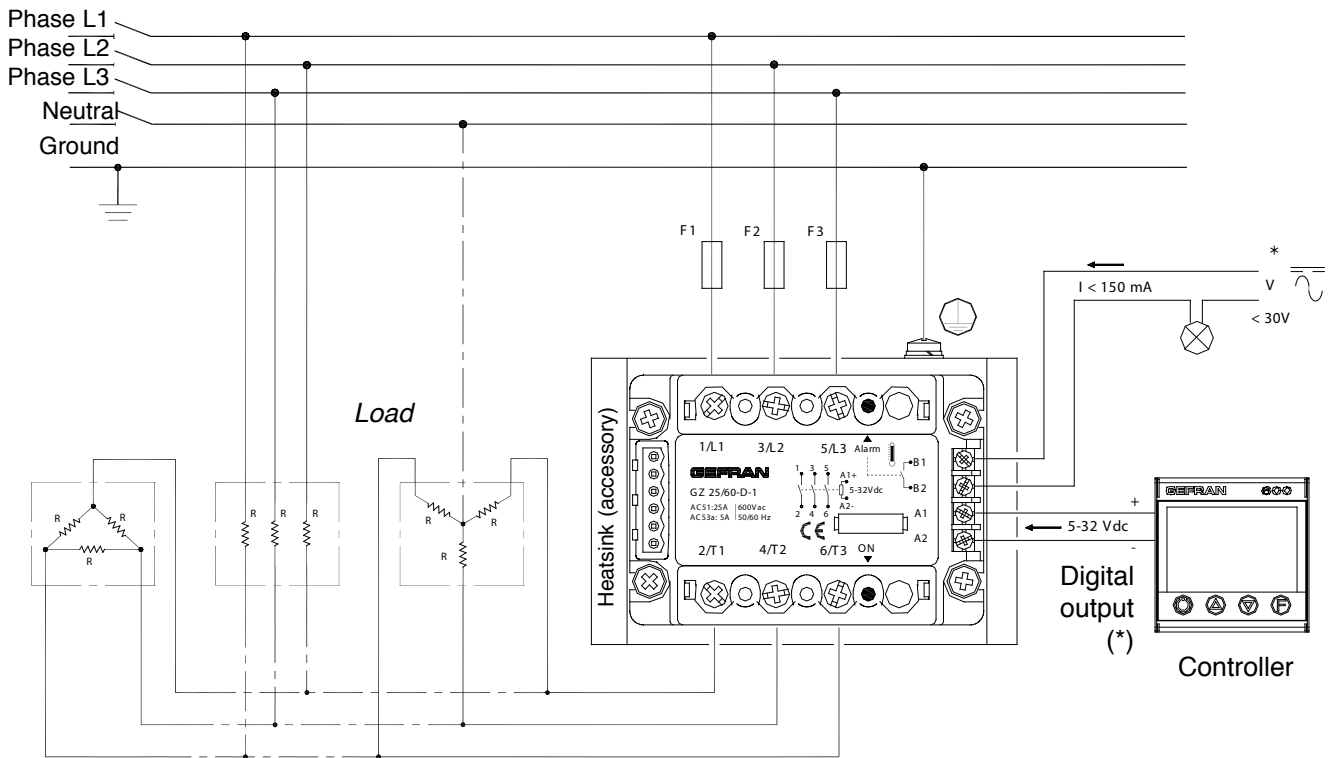 Phase L1
Phase L2
Phase L3
Neutral
Ground
F1 F2 F3
*
I < 150 mA
V
< 30V
Load
Heatsink (accessory)
1/L1 3/L2 5/L3 Alarm
B1
GEFRAN
1 3 5
A1+
GZ 25/60-D-1
5-32Vdc
B2
AC51:25A 600Vac
A2-
AC53a: 5A 50/60 Hz
2 4 6
A1
CE
A2
2/T1 4/T2 6/T3 ON
GEFRAN 600
+
5-32 Vdc
-
F
Digital
output
(*)
Controller
R R
R
R R R
R R
R